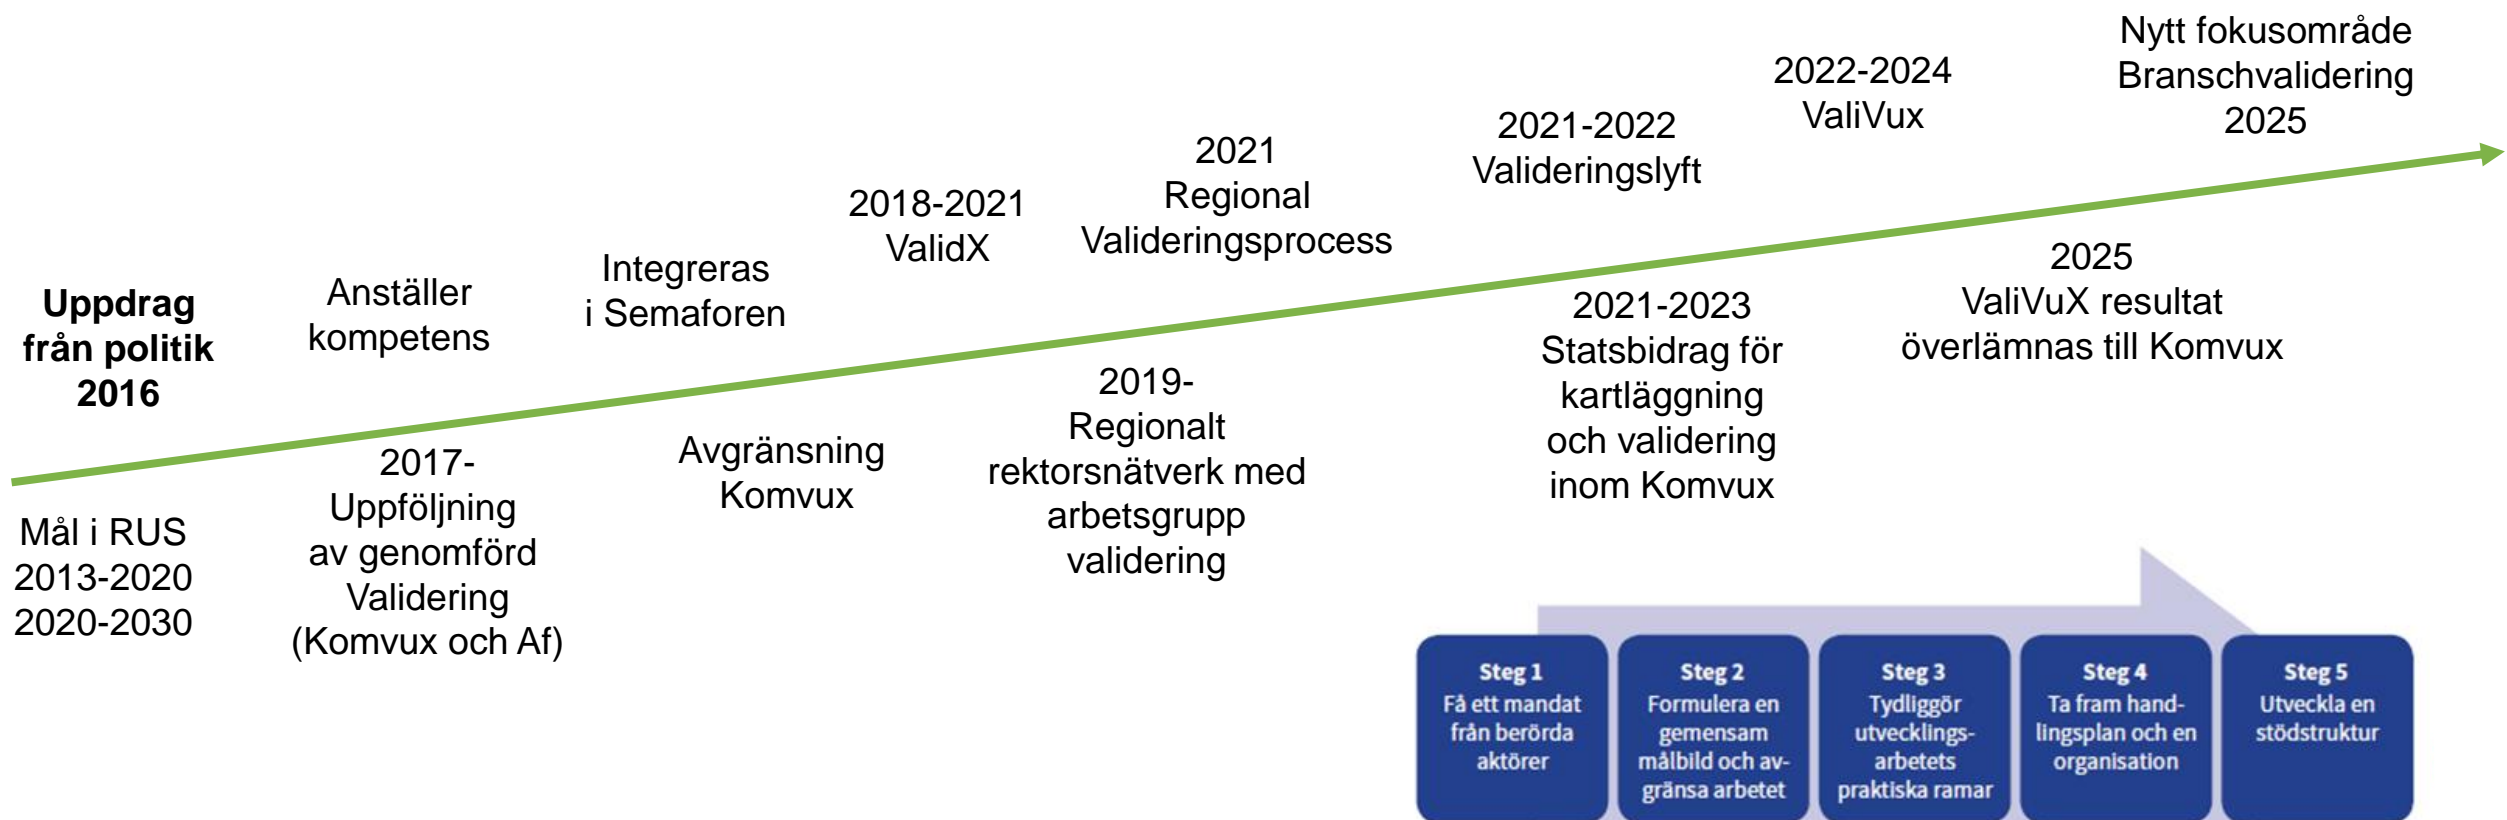 Uppdrag
från politik
2016
Mål i RUS
2013-2020
2020-2030
Anställer
kompetens
2017-
Uppföljning
av genomförd
Validering
(Komvux och Af)
Integreras
i Semaforen
Avgränsning
Komvux
2018-2021
ValidX
2019-
Regionalt
rektorsnätverk med
arbetsgrupp
validering
2021
Regional
Valideringsprocess
2021-2022
Valideringslyft
2021-2023
Statsbidrag för
kartläggning
och validering
inom Komvux
2022-2024
ValiVux
2025
ValiVuX resultat
överlämnas till Komvux
Nytt fokusområde
Branschvalidering
2025
Steg 1
Få ett mandat
från berörda
aktörer
Steg 2
Formulera en
gemensam
målbild och av-
gränsa arbetet
Steg 3
Tydliggör
utvecklings-
arbetets
praktiska ramar
Steg 4
Ta fram hand-
lingsplan och en
organisation
Steg 5
Utveckla en
stödstruktur